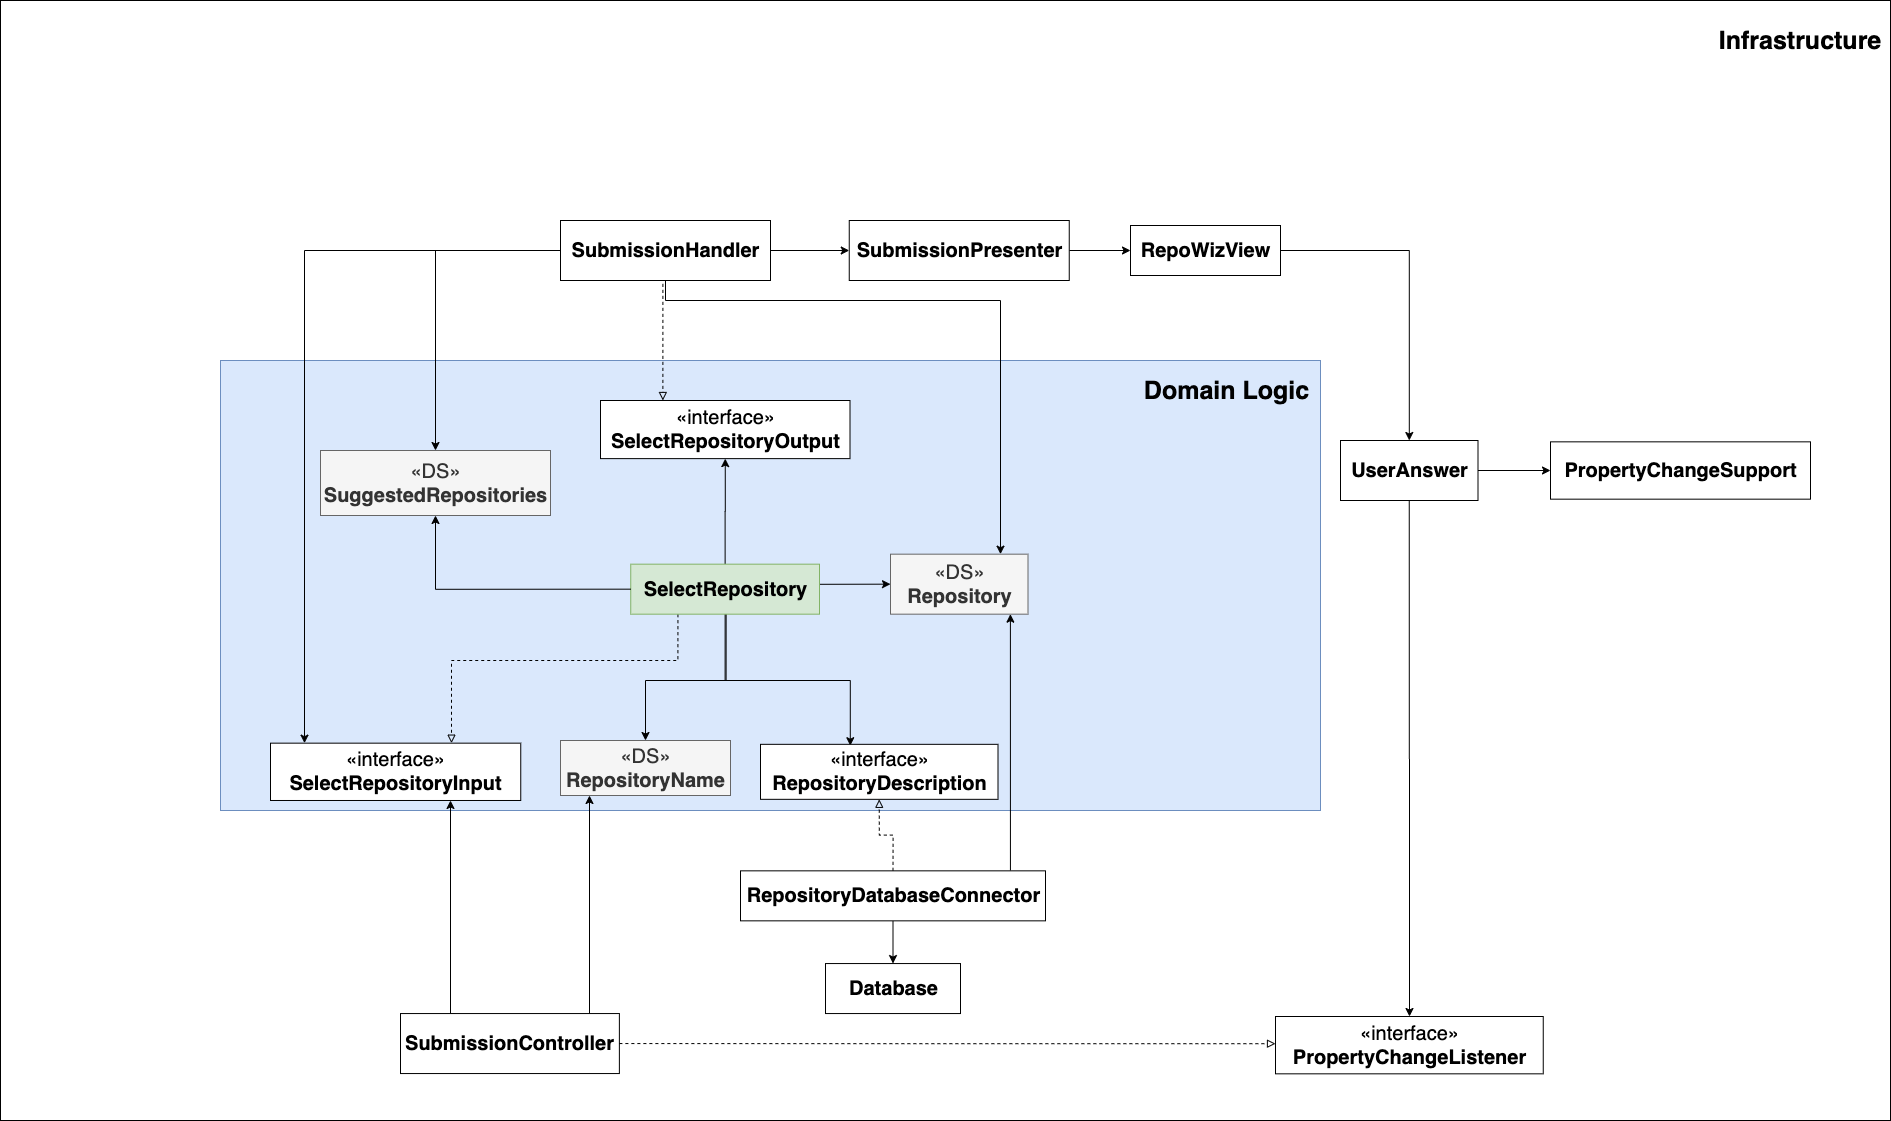 Infrastructure
SubmissionHandler
SubmissionPresenter
RepoWizView
Domain Logic
«interface»
SelectRepositoryOutput
«DS»
SuggestedRepositories
UserAnswer
PropertyChangeSupport
SelectRepository
«DS»
Repository
«interface»
SelectRepositoryInput
«DS»
RepositoryName
«interface»
RepositoryDescription
RepositoryDatabaseConnector
Database
SubmissionController
«interface»
PropertyChangeListener